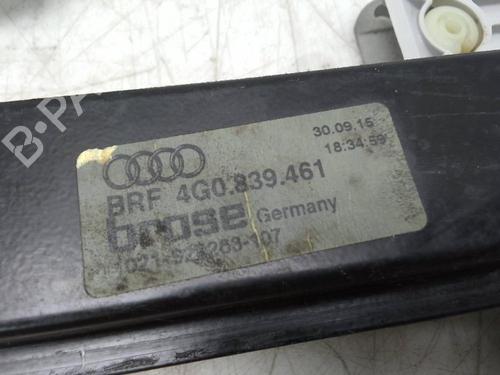 B-PA
30.09.15
18:34:59
BRF 4G0.839.461
brose Germany